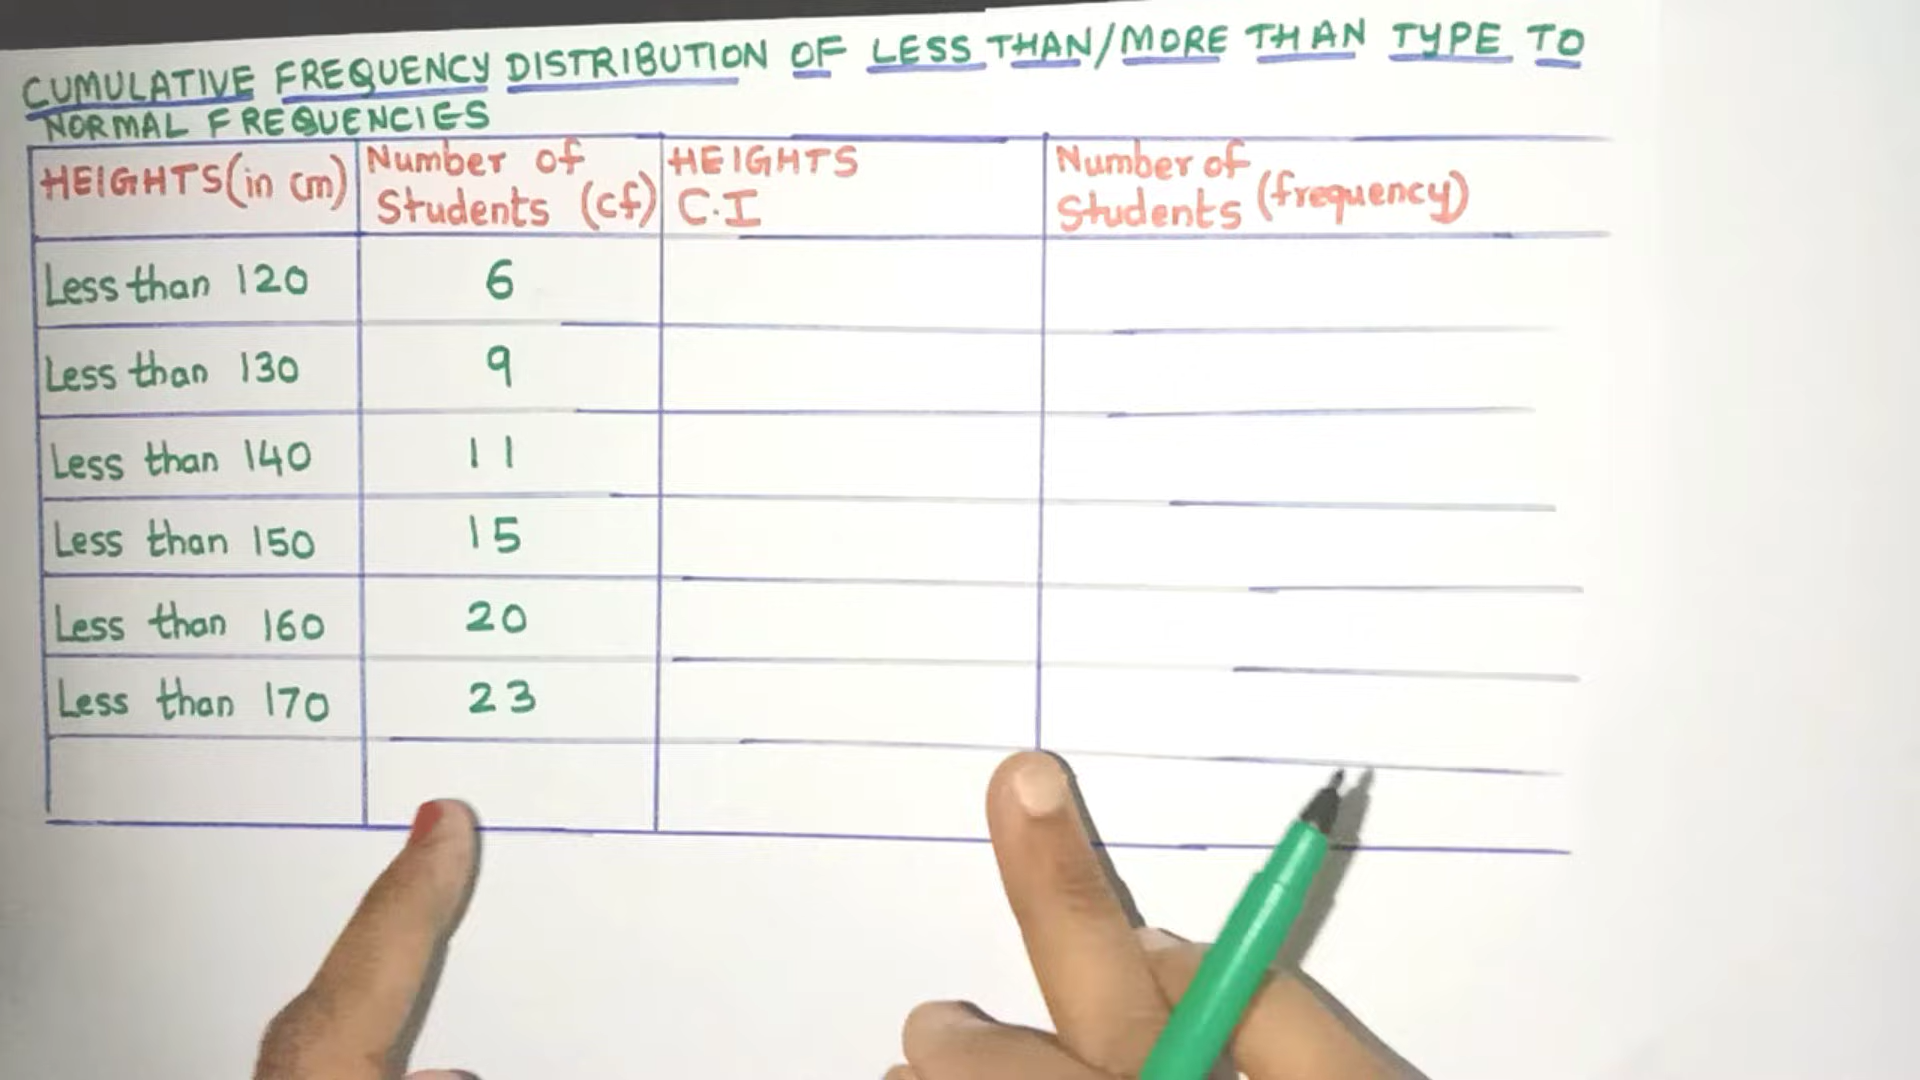 CUMULATIVE FREQUENCY DISTRIBUTION OF LESS THAN/MORE THAN TYPE TO
NORMAL FREQUENCIES
HEIGHTS(in cm) Number of Students (cf) HEIGHTS C.I Number of Students (frequency)
Less than 120 6
Less than 130 9
Less than 140 11
Less than 150 15
Less than 160 20
Less than 170 23